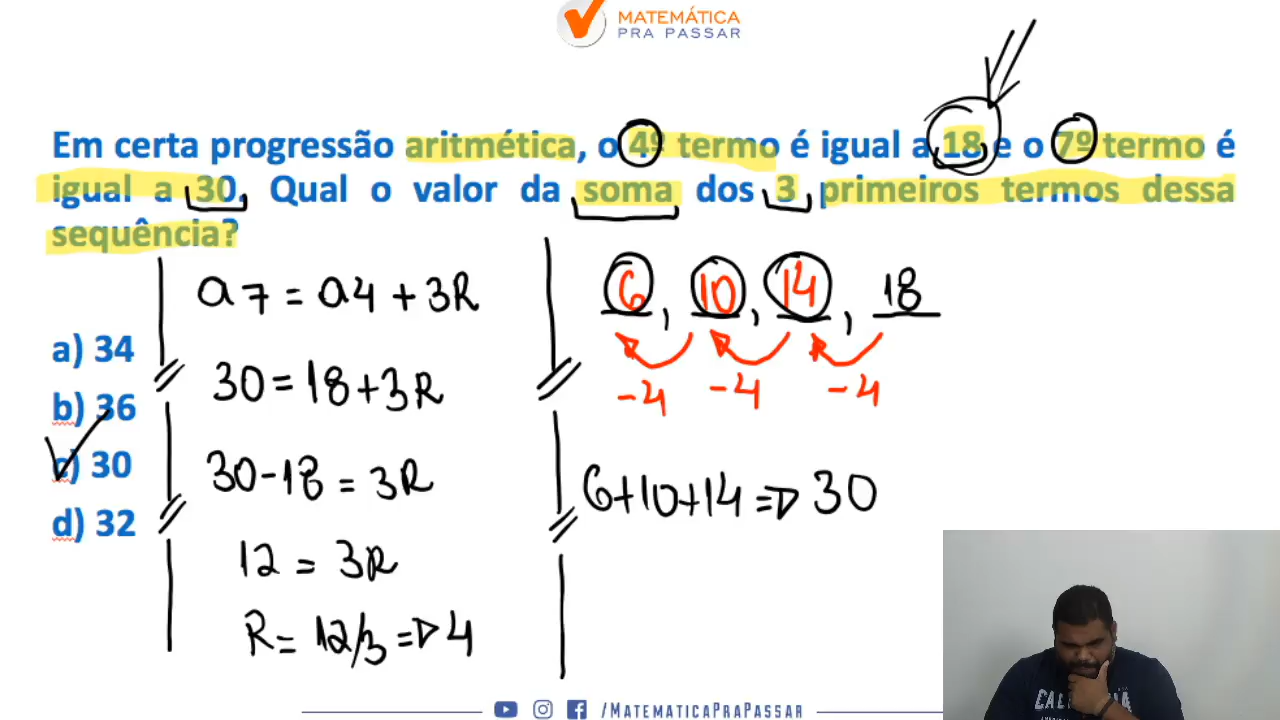 MATEMÁTICA
PRA PASSAR
Em certa progressão aritmética, o 4º termo é igual a 18 e o 7º termo é
igual a 30. Qual o valor da soma dos 3 primeiros termos dessa
sequência?
a) 34
b) 36
c) 30
d) 32
a7 = a4 + 3R
30 = 18 + 3R
30 - 18 = 3R
12 = 3R
R = 12/3 => 4
6, 10, 14, 18
-4 -4 -4
6+10+14 => 30
/MATEMATICAPRAPASSAR